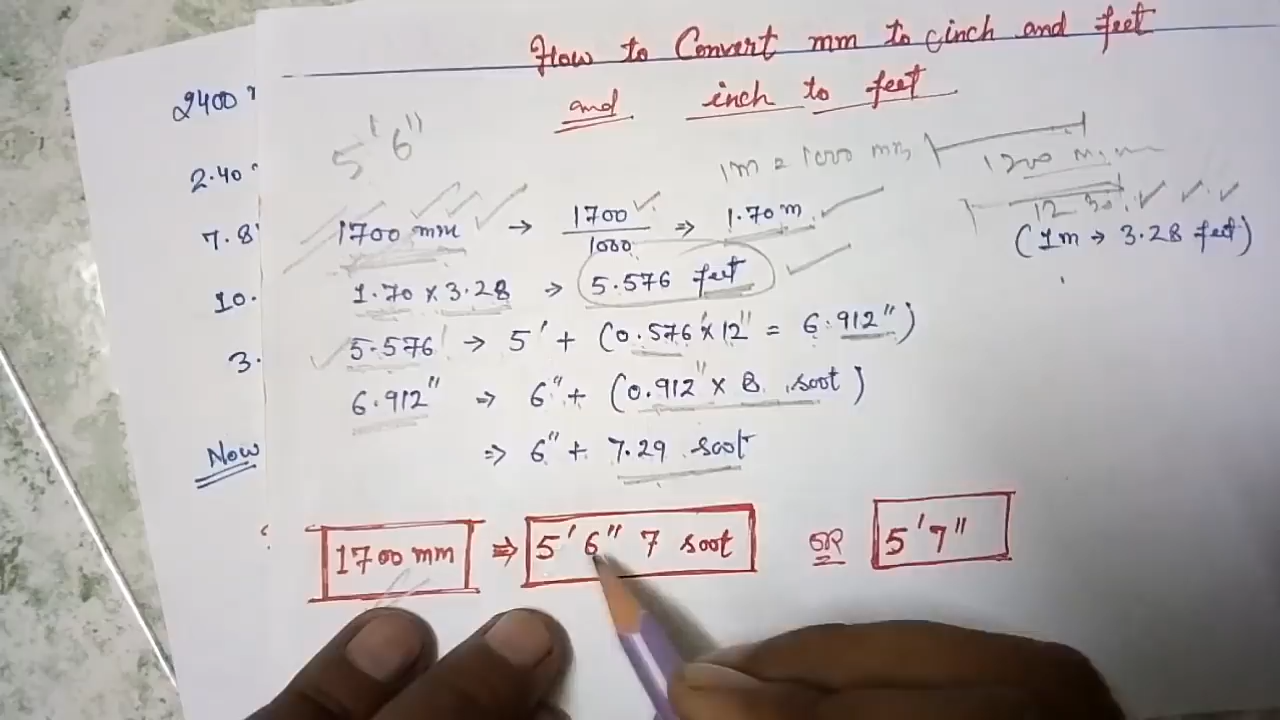 How to Convert mm to inch and feet
and inch to feet
5'6"
1m = 1000 mm
1200 m.m
12 30
2400
2.40
7.8
10.
3.
Now
1700 mm → 1700/1000 ⇒ 1.70 m
(1m → 3.28 feet)
1.70 × 3.28 ⇒ 5.576 feet
5.576' → 5' + (0.576' × 12" = 6.912")
6.912" ⇒ 6" + (0.912" × 8 soot)
⇒ 6" + 7.29 soot
1700 mm ⇒ 5'6" 7 soot OR 5'7"